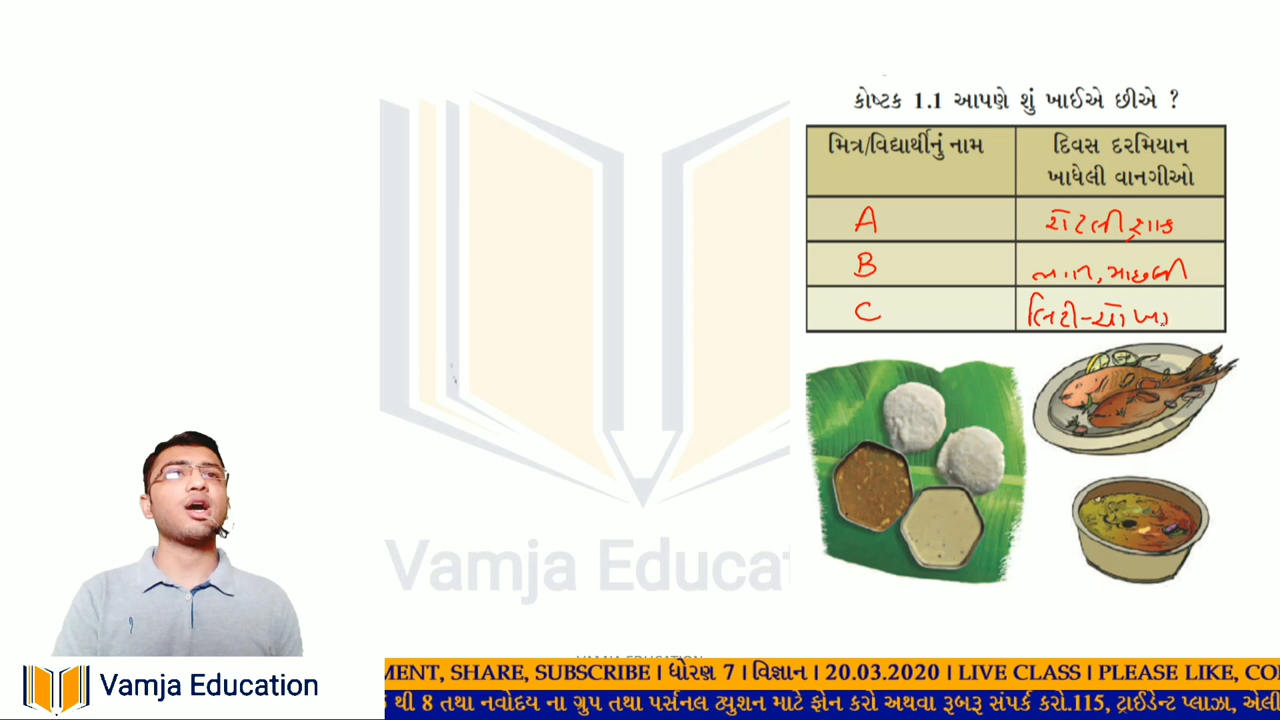 કોષ્ટક 1.1 આપણે શું ખાઈએ છીએ ?
મિત્ર/વિદ્યાર્થીનું નામ
દિવસ દરમિયાન
ખાધેલી વાનગીઓ
A
રોટલી શાક
B
ભાત, માછલી
C
લિટી-ચોખા
Vamja Educat
VAMJA EDUCATION
Vamja Education
MENT, SHARE, SUBSCRIBE | ધોરણ 7 | વિજ્ઞાન | 20.03.2020 | LIVE CLASS | PLEASE LIKE, CO
થી 8 તથા નવોદય ના ગ્રુપ તથા પર્સનલ ટ્યુશન માટે ફોન કરો અથવા રૂબરૂ સંપર્ક કરો.115, ટ્રાઈડેન્ટ પ્લાઝા,